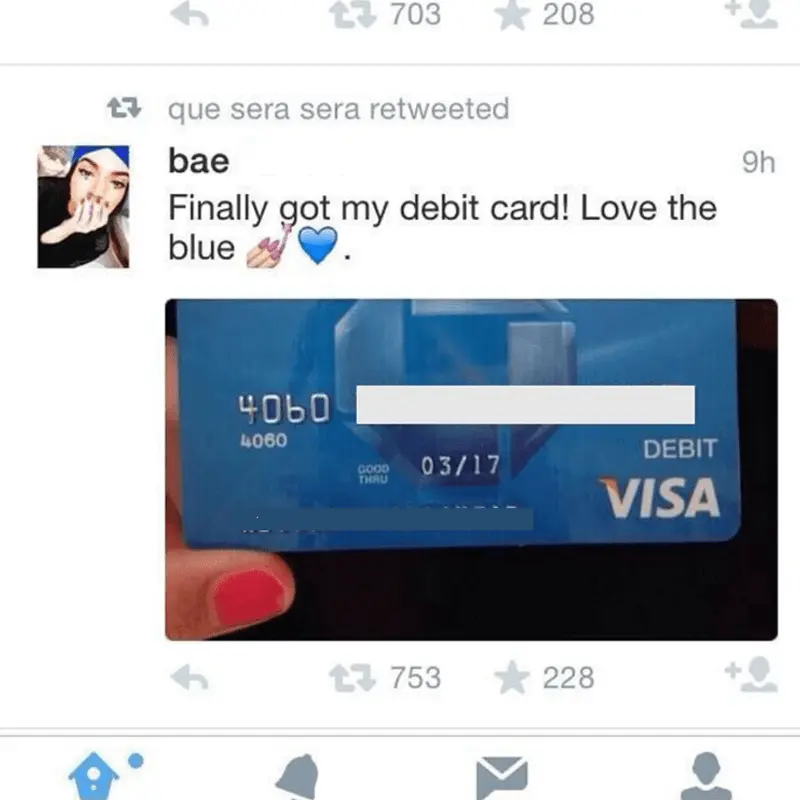 703 208
que sera sera retweeted
bae 9h
Finally got my debit card! Love the
blue 💅💙.
4060
4060
DEBIT
GOOD
THRU 03/17
VISA
753 228